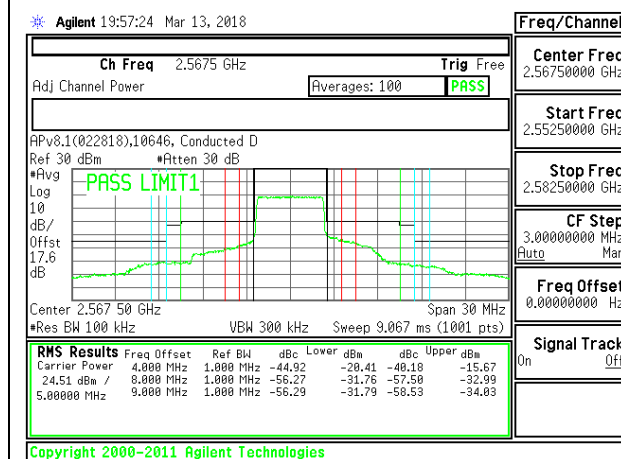 Agilent 19:57:24 Mar 13, 2018
Freq/Channel
Ch Freq 2.5675 GHz Trig Free
Adj Channel Power Averages: 100 PASS
Center Freq
2.56750000 GHz
Start Freq
2.55250000 GHz
Stop Freq
2.58250000 GHz
CF Step
3.00000000 MHz
Auto Man
Freq Offset
0.00000000 Hz
Signal Track
On Off
APv8.1(022818),10646, Conducted D
Ref 30 dBm #Atten 30 dB
#Avg
Log
10
dB/
Offst
17.6
dB
PASS LIMIT1
Center 2.567 50 GHz Span 30 MHz
#Res BW 100 kHz VBW 300 kHz Sweep 9.067 ms (1001 pts)
RMS Results Freq Offset Ref BW dBc Lower dBm dBc Upper dBm
Carrier Power 4.000 MHz 1.000 MHz -44.92 -20.41 -40.18 -15.67
24.51 dBm / 8.000 MHz 1.000 MHz -56.27 -31.76 -57.50 -32.99
5.00000 MHz 9.000 MHz 1.000 MHz -56.29 -31.79 -58.53 -34.03
Copyright 2000-2011 Agilent Technologies